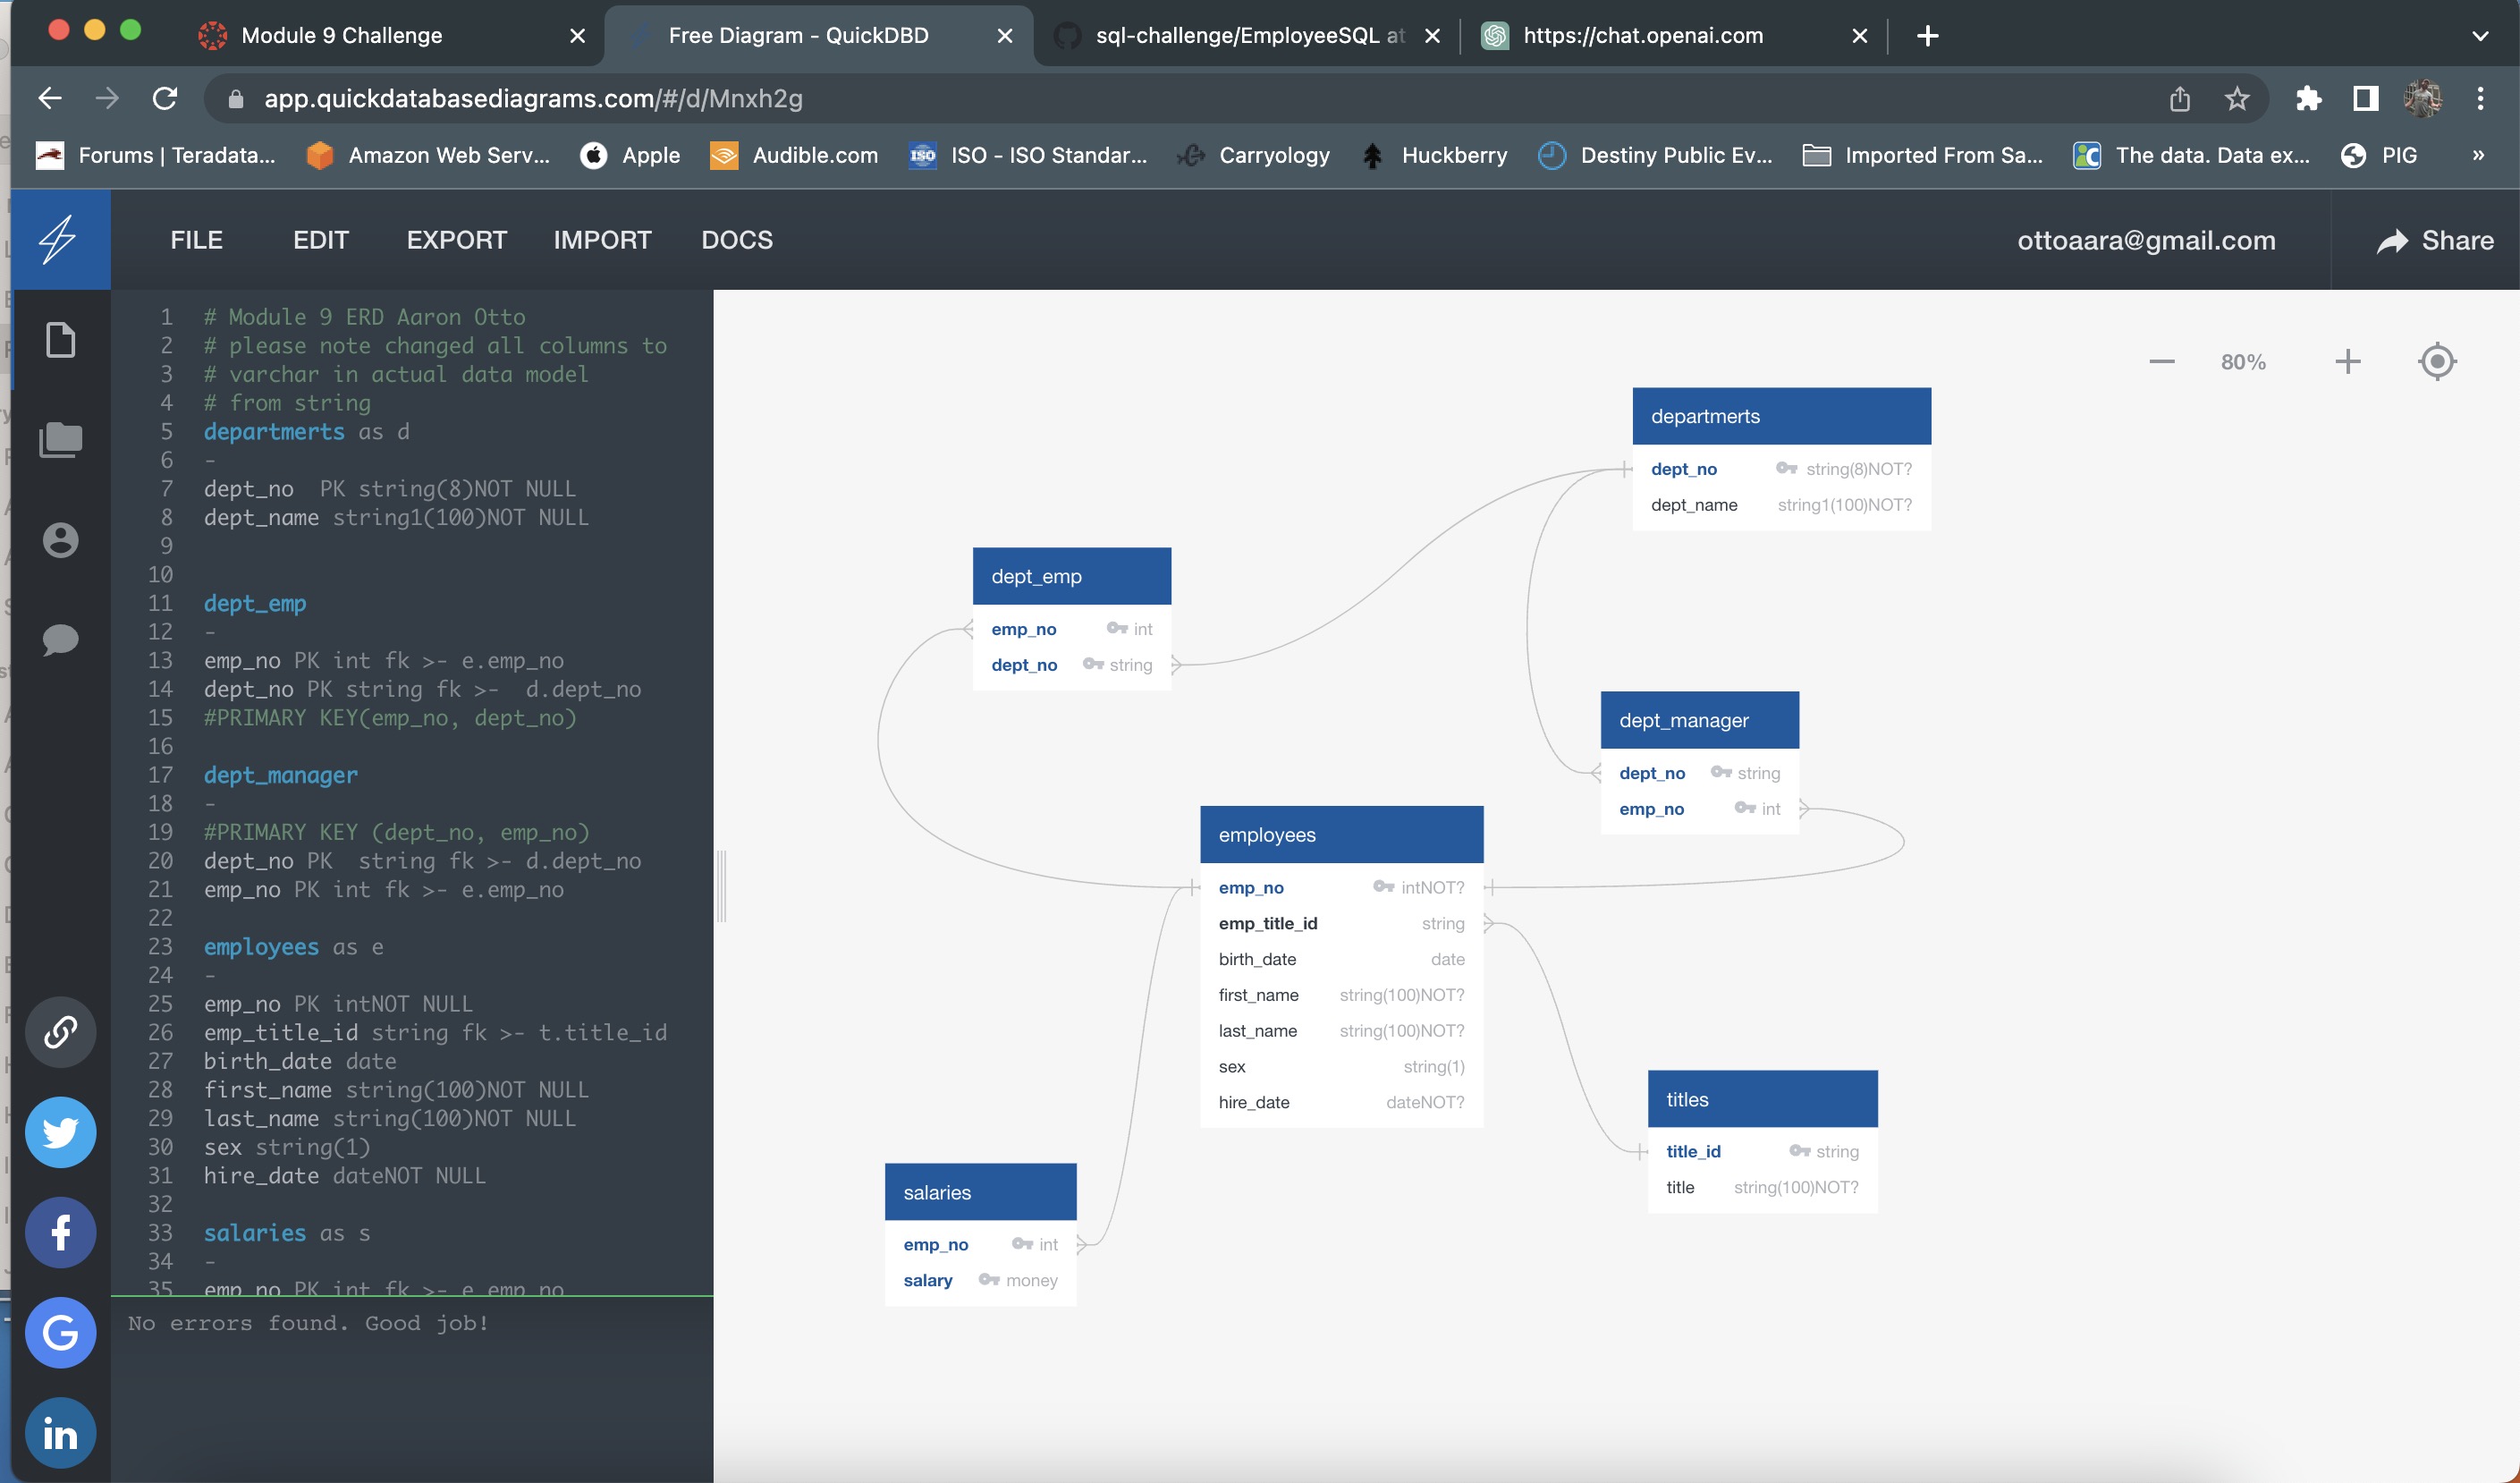 Module 9 Challenge
Free Diagram - QuickDBD
sql-challenge/EmployeeSQL at
https://chat.openai.com
app.quickdatabasediagrams.com/#/d/Mnxh2g
Forums | Teradata...
Amazon Web Serv...
Apple
Audible.com
ISO
ISO - ISO Standar...
Carryology
Huckberry
Destiny Public Ev...
Imported From Sa...
The data. Data ex...
PIG
»
FILE EDIT EXPORT IMPORT DOCS
ottoaara@gmail.com
Share
1 # Module 9 ERD Aaron Otto
2 # please note changed all columns to
3 # varchar in actual data model
4 # from string
5 departmerts as d
6 -
7 dept_no  PK string(8)NOT NULL
8 dept_name string1(100)NOT NULL
9
10
11 dept_emp
12 -
13 emp_no PK int fk >- e.emp_no
14 dept_no PK string fk >-  d.dept_no
15 #PRIMARY KEY(emp_no, dept_no)
16
17 dept_manager
18 -
19 #PRIMARY KEY (dept_no, emp_no)
20 dept_no PK  string fk >- d.dept_no
21 emp_no PK int fk >- e.emp_no
22
23 employees as e
24 -
25 emp_no PK intNOT NULL
26 emp_title_id string fk >- t.title_id
27 birth_date date
28 first_name string(100)NOT NULL
29 last_name string(100)NOT NULL
30 sex string(1)
31 hire_date dateNOT NULL
32
33 salaries as s
34 -
35 emp_no PK int fk >- e.emp_no
No errors found. Good job!
80%
departmerts
dept_no string(8)NOT?
dept_name string1(100)NOT?
dept_emp
emp_no int
dept_no string
dept_manager
dept_no string
emp_no int
employees
emp_no intNOT?
emp_title_id string
birth_date date
first_name string(100)NOT?
last_name string(100)NOT?
sex string(1)
hire_date dateNOT?
titles
title_id string
title string(100)NOT?
salaries
emp_no int
salary money